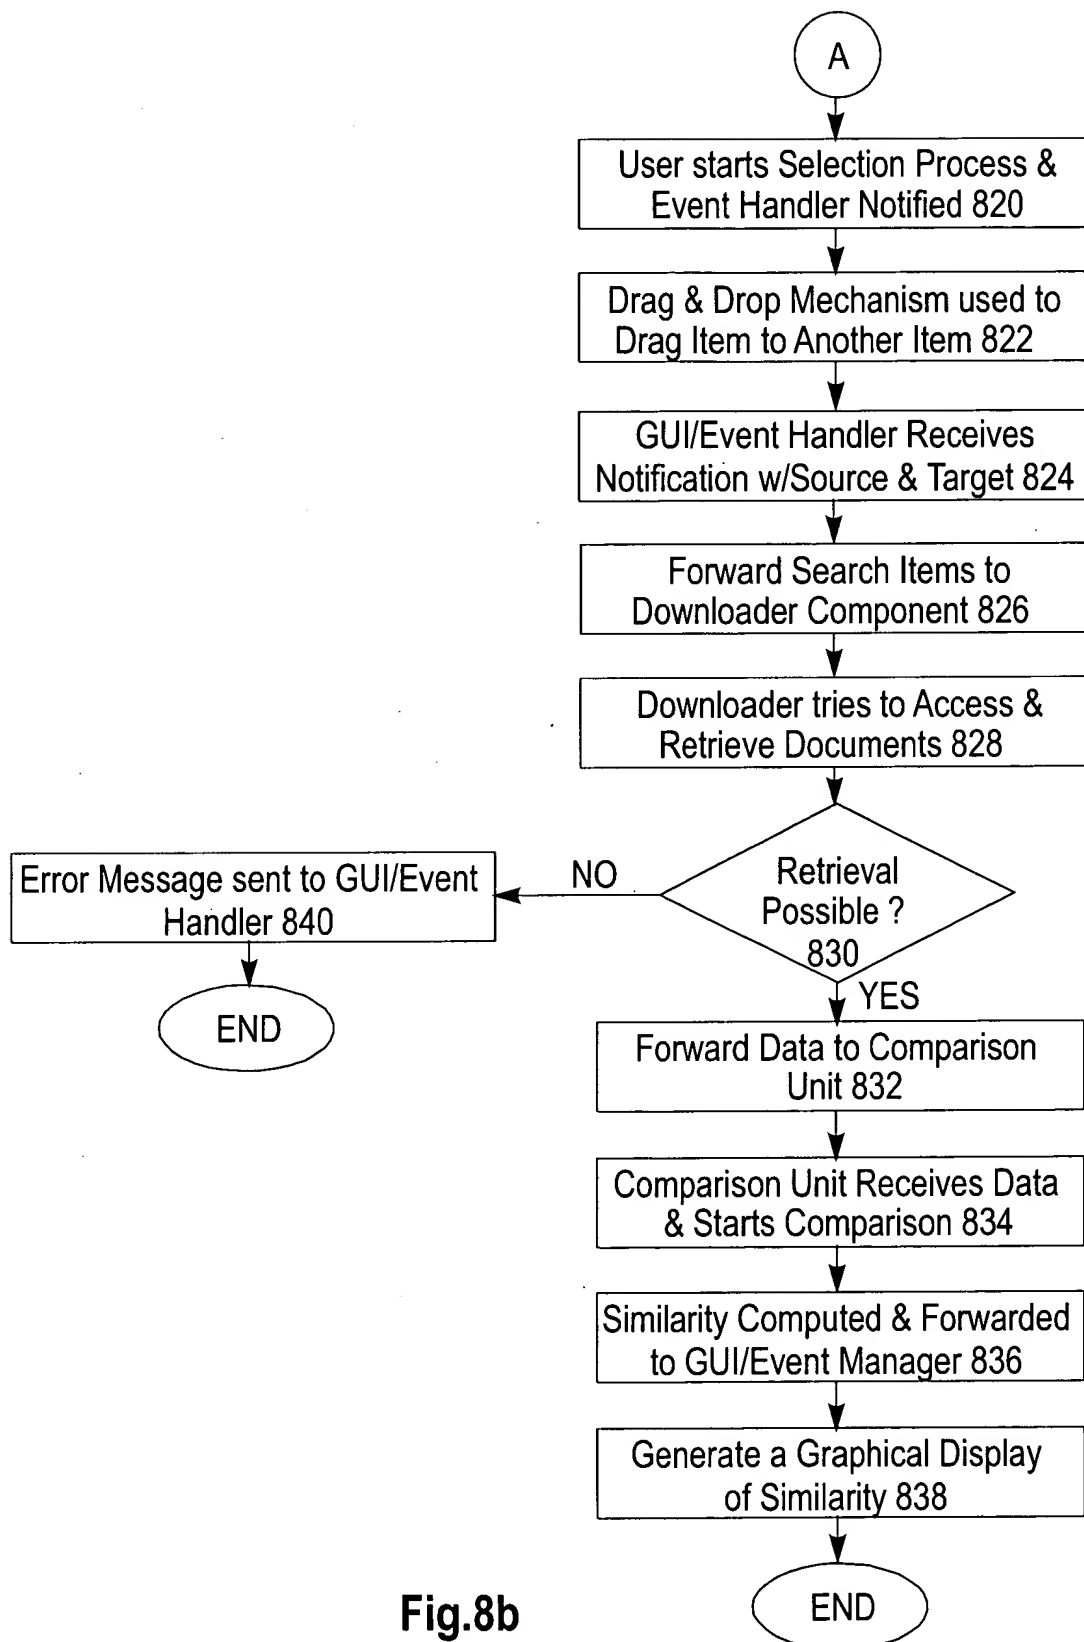 A
User starts Selection Process &
Event Handler Notified 820
Drag & Drop Mechanism used to
Drag Item to Another Item 822
GUI/Event Handler Receives
Notification w/Source & Target 824
Forward Search Items to
Downloader Component 826
Downloader tries to Access &
Retrieve Documents 828
Retrieval
Possible ?
830
NO
Error Message sent to GUI/Event
Handler 840
END
YES
Forward Data to Comparison
Unit 832
Comparison Unit Receives Data
& Starts Comparison 834
Similarity Computed & Forwarded
to GUI/Event Manager 836
Generate a Graphical Display
of Similarity 838
END
Fig.8b